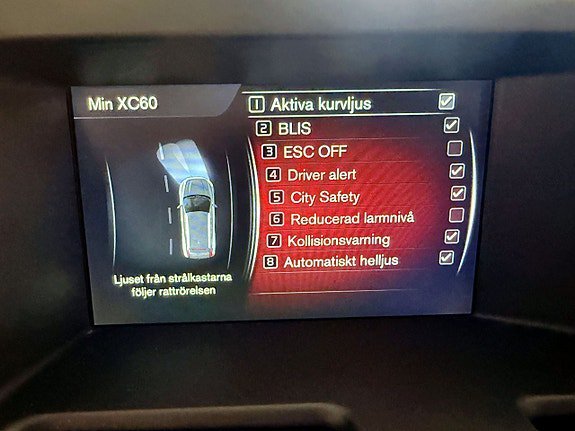 Min XC60
1 Aktiva kurvljus
2 BLIS
3 ESC OFF
4 Driver alert
5 City Safety
6 Reducerad larmnivå
7 Kollisionsvarning
8 Automatiskt helljus
Ljuset från strålkastarna
följer rattrörelsen